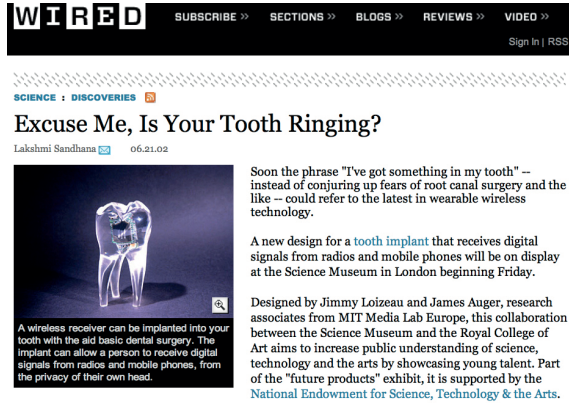 WIRED
SUBSCRIBE >> SECTIONS >> BLOGS >> REVIEWS >> VIDEO >>
Sign In | RSS
SCIENCE : DISCOVERIES
Excuse Me, Is Your Tooth Ringing?
Lakshmi Sandhana 06.21.02
Soon the phrase "I've got something in my tooth" --
instead of conjuring up fears of root canal surgery and the
like -- could refer to the latest in wearable wireless
technology.
A new design for a tooth implant that receives digital
signals from radios and mobile phones will be on display
at the Science Museum in London beginning Friday.
Designed by Jimmy Loizeau and James Auger, research
associates from MIT Media Lab Europe, this collaboration
between the Science Museum and the Royal College of
Art aims to increase public understanding of science,
technology and the arts by showcasing young talent. Part
of the "future products" exhibit, it is supported by the
National Endowment for Science, Technology & the Arts.
A wireless receiver can be implanted into your
tooth with the aid basic dental surgery. The
implant can allow a person to receive digital
signals from radios and mobile phones, from
the privacy of their own head.